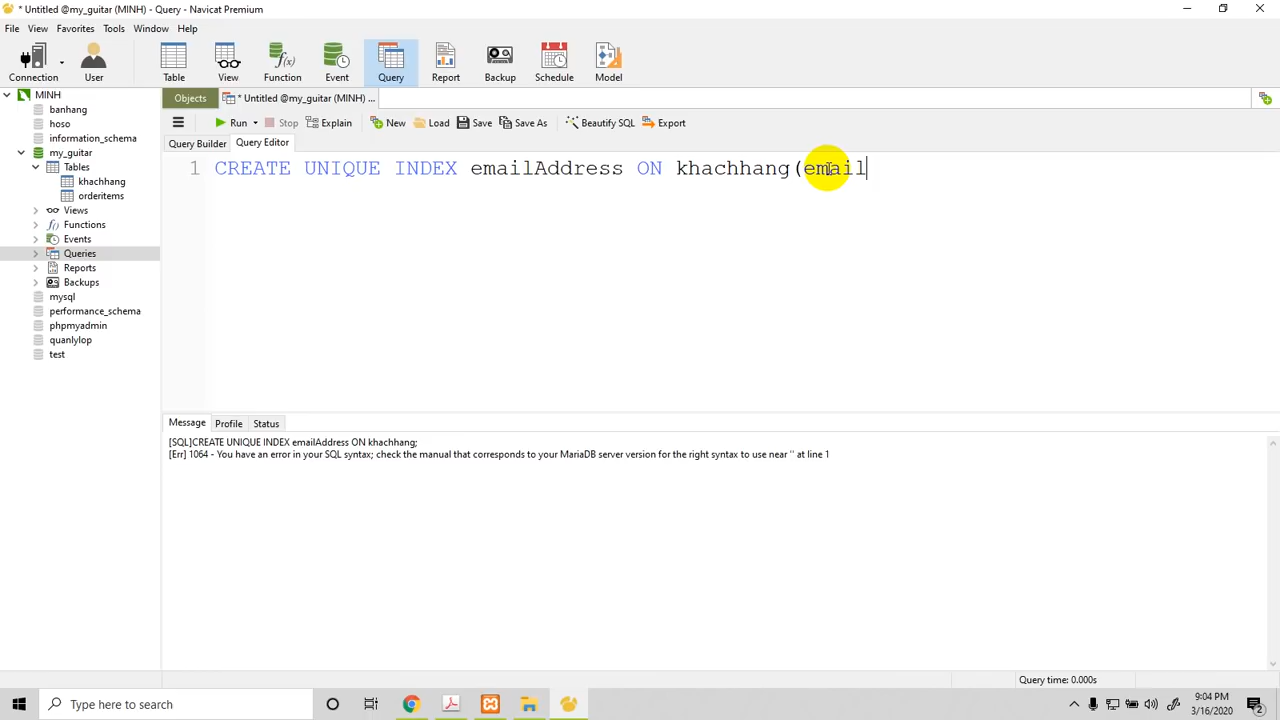 * Untitled @my_guitar (MINH) - Query - Navicat Premium
File View Favorites Tools Window Help
Connection User Table View Function Event Query Report Backup Schedule Model
MINH
banhang
hoso
information_schema
my_guitar
Tables
khachhang
orderitems
Views
Functions
Events
Queries
Reports
Backups
mysql
performance_schema
phpmyadmin
quanlylop
test
Objects * Untitled @my_guitar (MINH) ...
Run Stop Explain New Load Save Save As Beautify SQL Export
Query Builder Query Editor
1 CREATE UNIQUE INDEX emailAddress ON khachhang(email
Message Profile Status
[SQL]CREATE UNIQUE INDEX emailAddress ON khachhang;
[Err] 1064 - You have an error in your SQL syntax; check the manual that corresponds to your MariaDB server version for the right syntax to use near '' at line 1
Query time: 0.000s
Type here to search
9:04 PM
3/16/2020
2